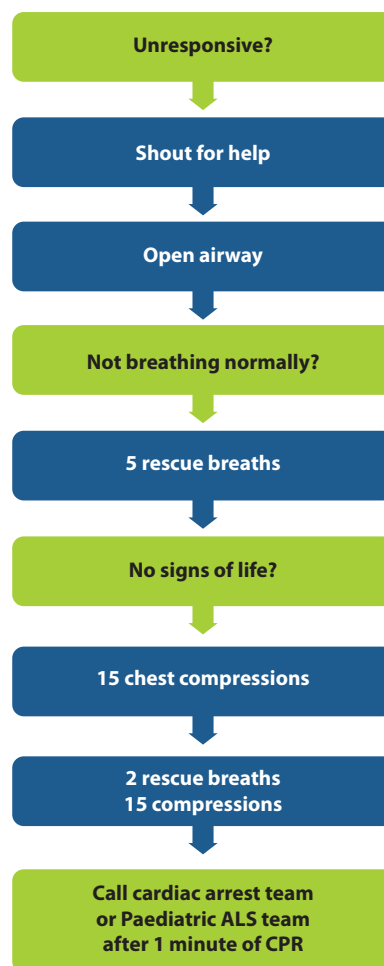 Unresponsive?
Shout for help
Open airway
Not breathing normally?
5 rescue breaths
No signs of life?
15 chest compressions
2 rescue breaths
15 compressions
Call cardiac arrest team
or Paediatric ALS team
after 1 minute of CPR